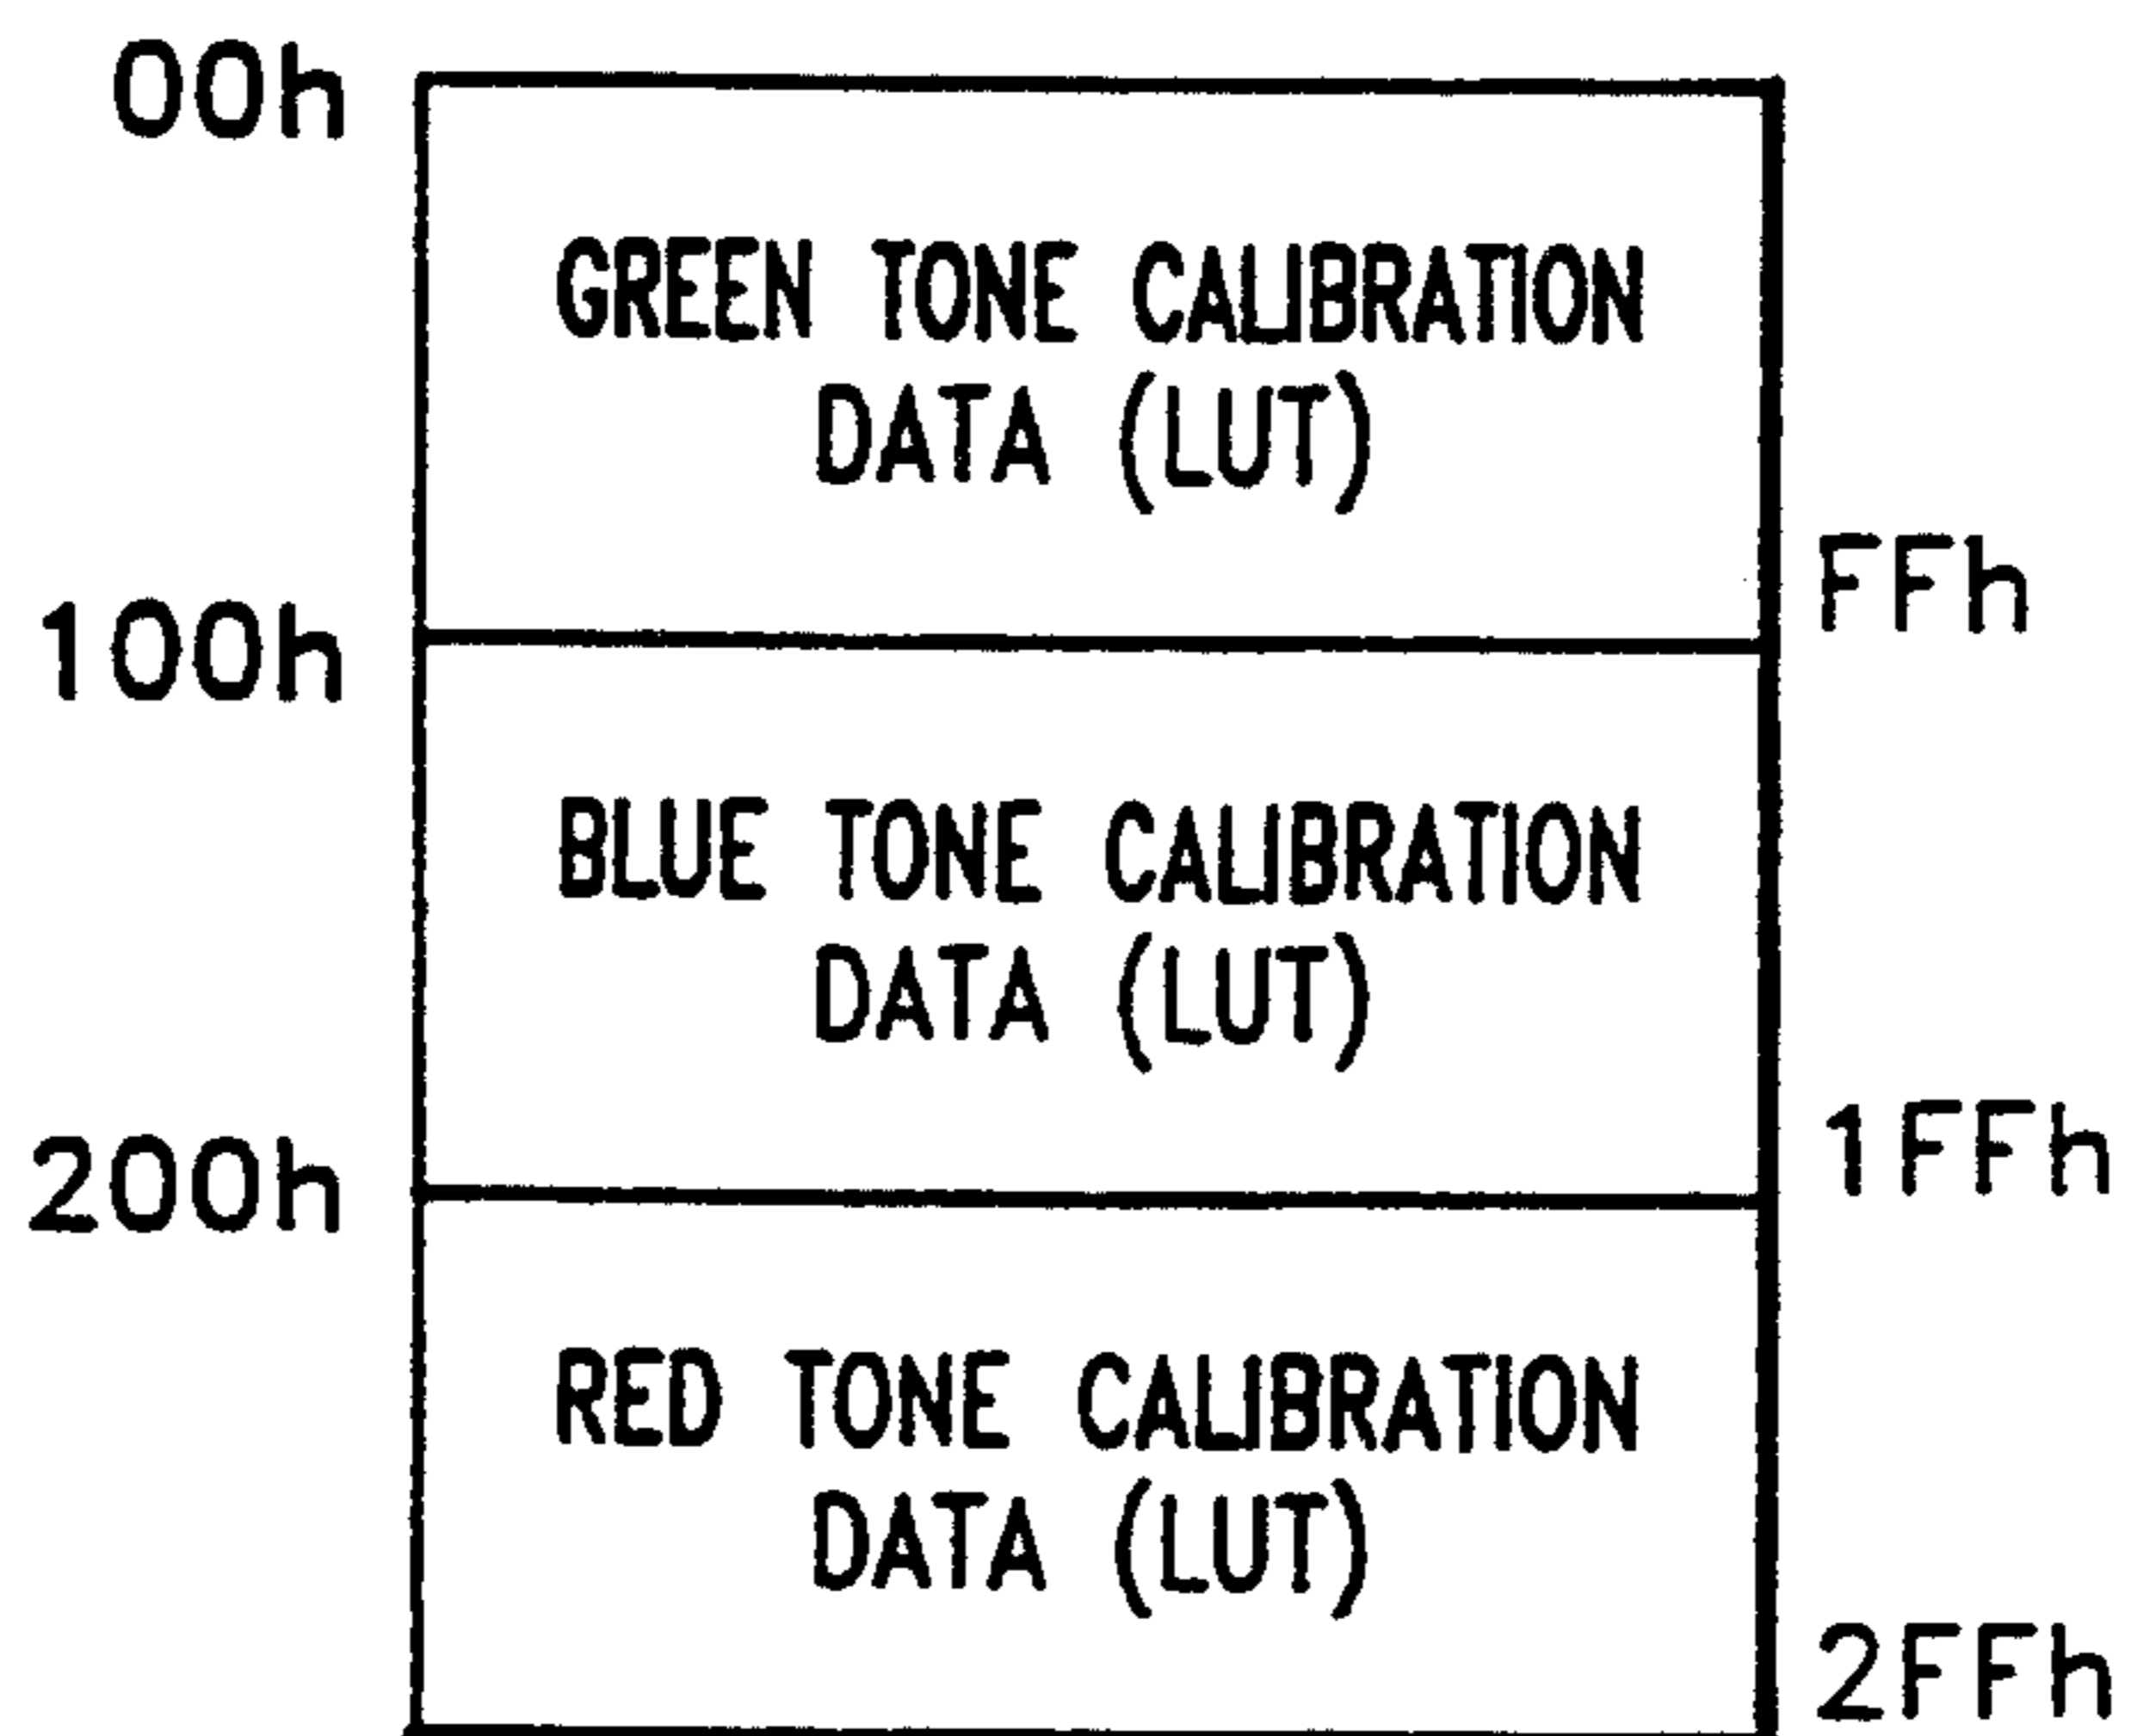 00h
GREEN TONE CALIBRATION
DATA (LUT)
FFh
100h
BLUE TONE CALIBRATION
DATA (LUT)
1FFh
200h
RED TONE CALIBRATION
DATA (LUT)
2FFh